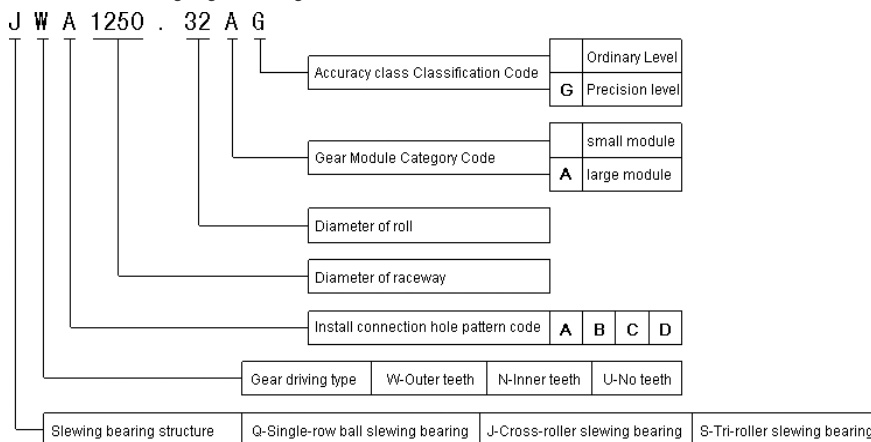 J W A 1250 . 32 A G
Ordinary Level
Accuracy class Classification Code
G Precision level
small module
Gear Module Category Code
A large module
Diameter of roll
Diameter of raceway
Install connection hole pattern code A B C D
Gear driving type W-Outer teeth N-Inner teeth U-No teeth
Slewing bearing structure Q-Single-row ball slewing bearing J-Cross-roller slewing bearing S-Tri-roller slewing bearing